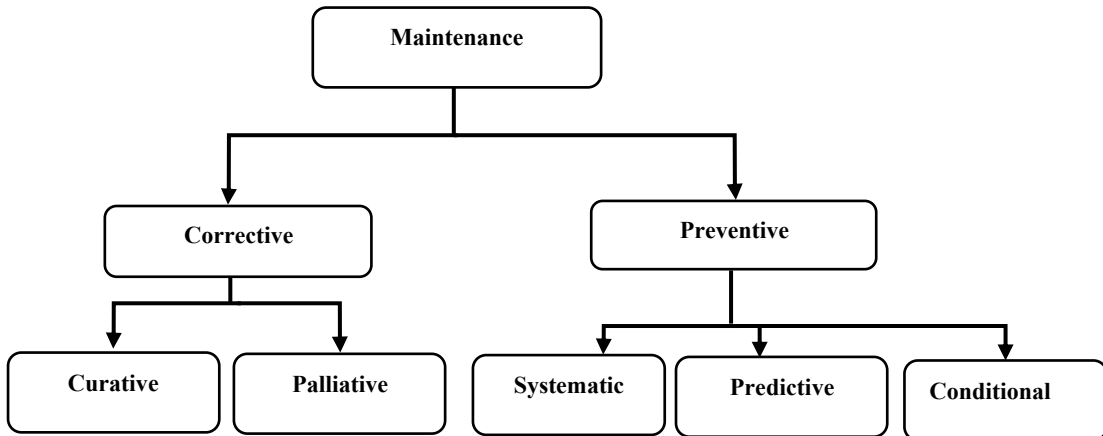 Maintenance
Corrective
Preventive
Curative
Palliative
Systematic
Predictive
Conditional